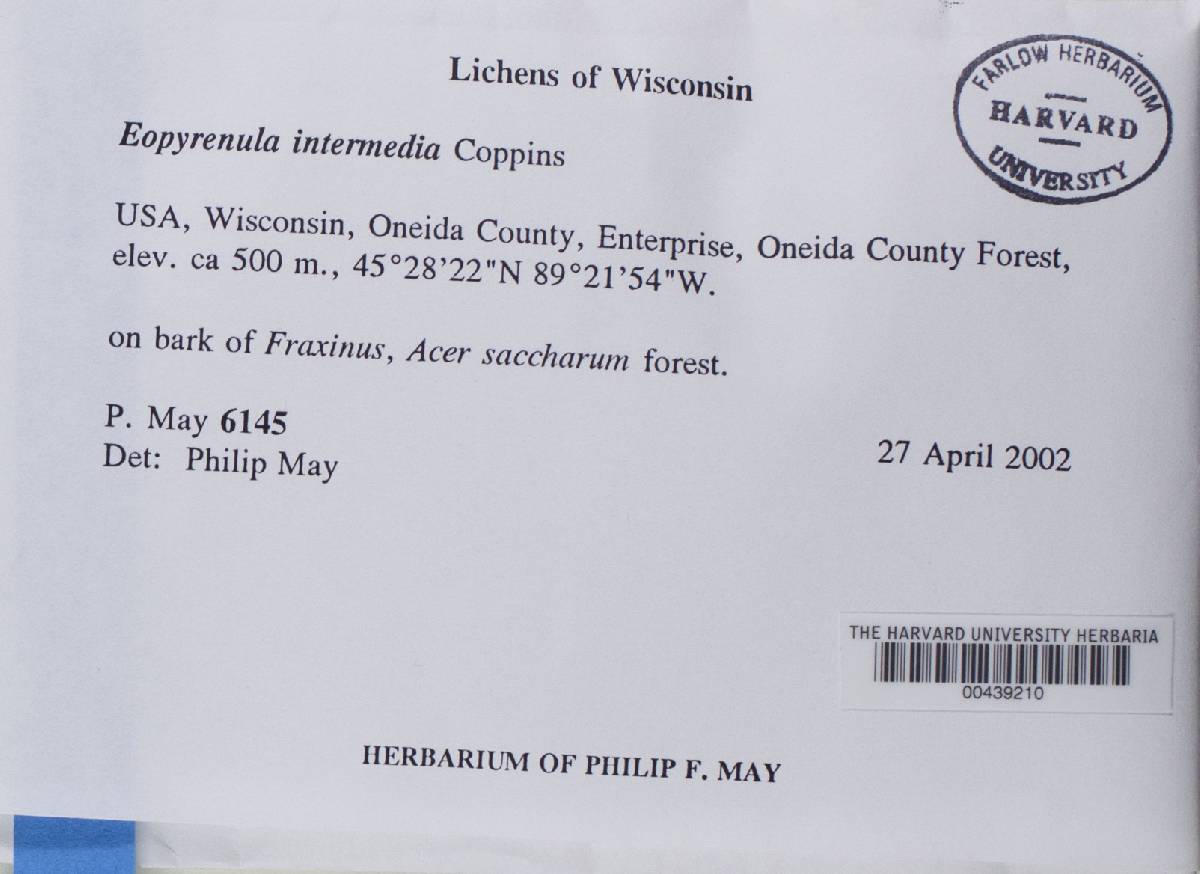 Lichens of Wisconsin
FARLOW HERBARIUM
HARVARD
UNIVERSITY
Eopyrenula intermedia Coppins
USA, Wisconsin, Oneida County, Enterprise, Oneida County Forest,
elev. ca 500 m., 45°28'22"N 89°21'54"W.
on bark of Fraxinus, Acer saccharum forest.
P. May 6145
Det: Philip May
27 April 2002
THE HARVARD UNIVERSITY HERBARIA
00439210
HERBARIUM OF PHILIP F. MAY